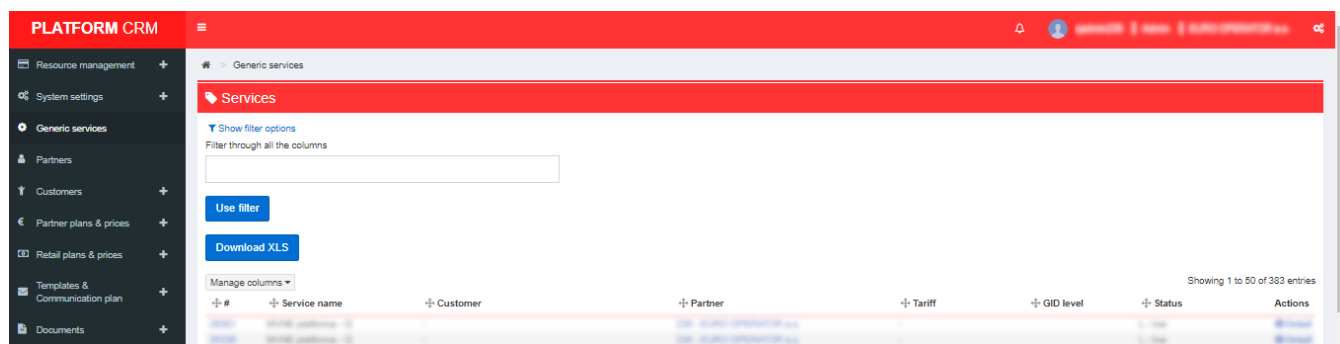 PLATFORM CRM
Resource management +
System settings +
Generic services
Partners
Customers +
€ Partner plans & prices +
Retail plans & prices +
Templates &
Communication plan +
Documents +
> Generic services
Services
Show filter options
Filter through all the columns
Use filter
Download XLS
Manage columns
Showing 1 to 50 of 383 entries
# Service name Customer Partner Tariff GID level Status Actions